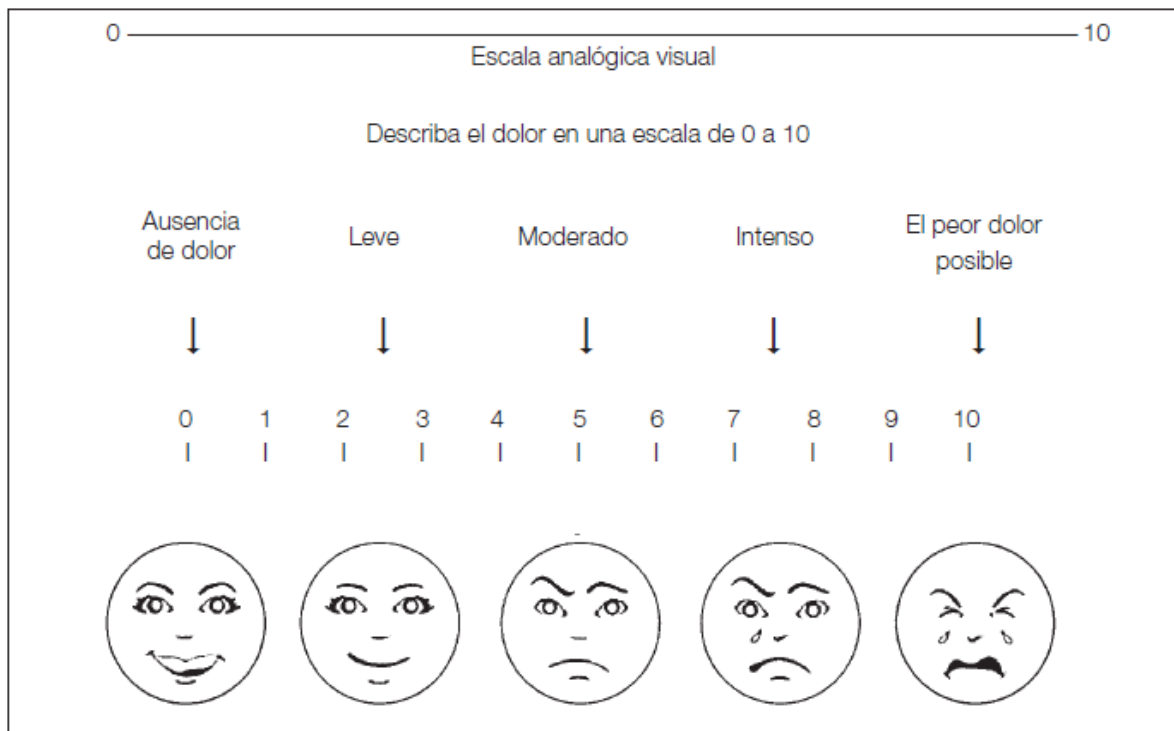 0 10
Escala analógica visual
Describa el dolor en una escala de 0 a 10
Ausencia
de dolor
Leve
Moderado
Intenso
El peor dolor
posible
0 1 2 3 4 5 6 7 8 9 10